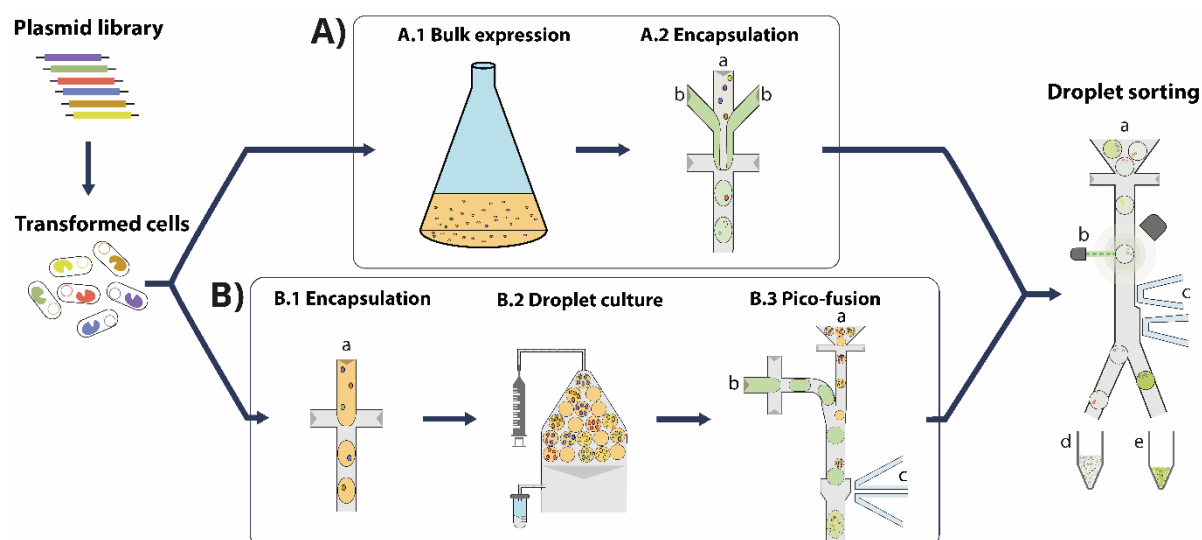 Plasmid library
Transformed cells
A)
A.1 Bulk expression
A.2 Encapsulation
a
b
b
B)
B.1 Encapsulation
a
B.2 Droplet culture
B.3 Pico-fusion
a
b
c
Droplet sorting
a
b
c
d
e